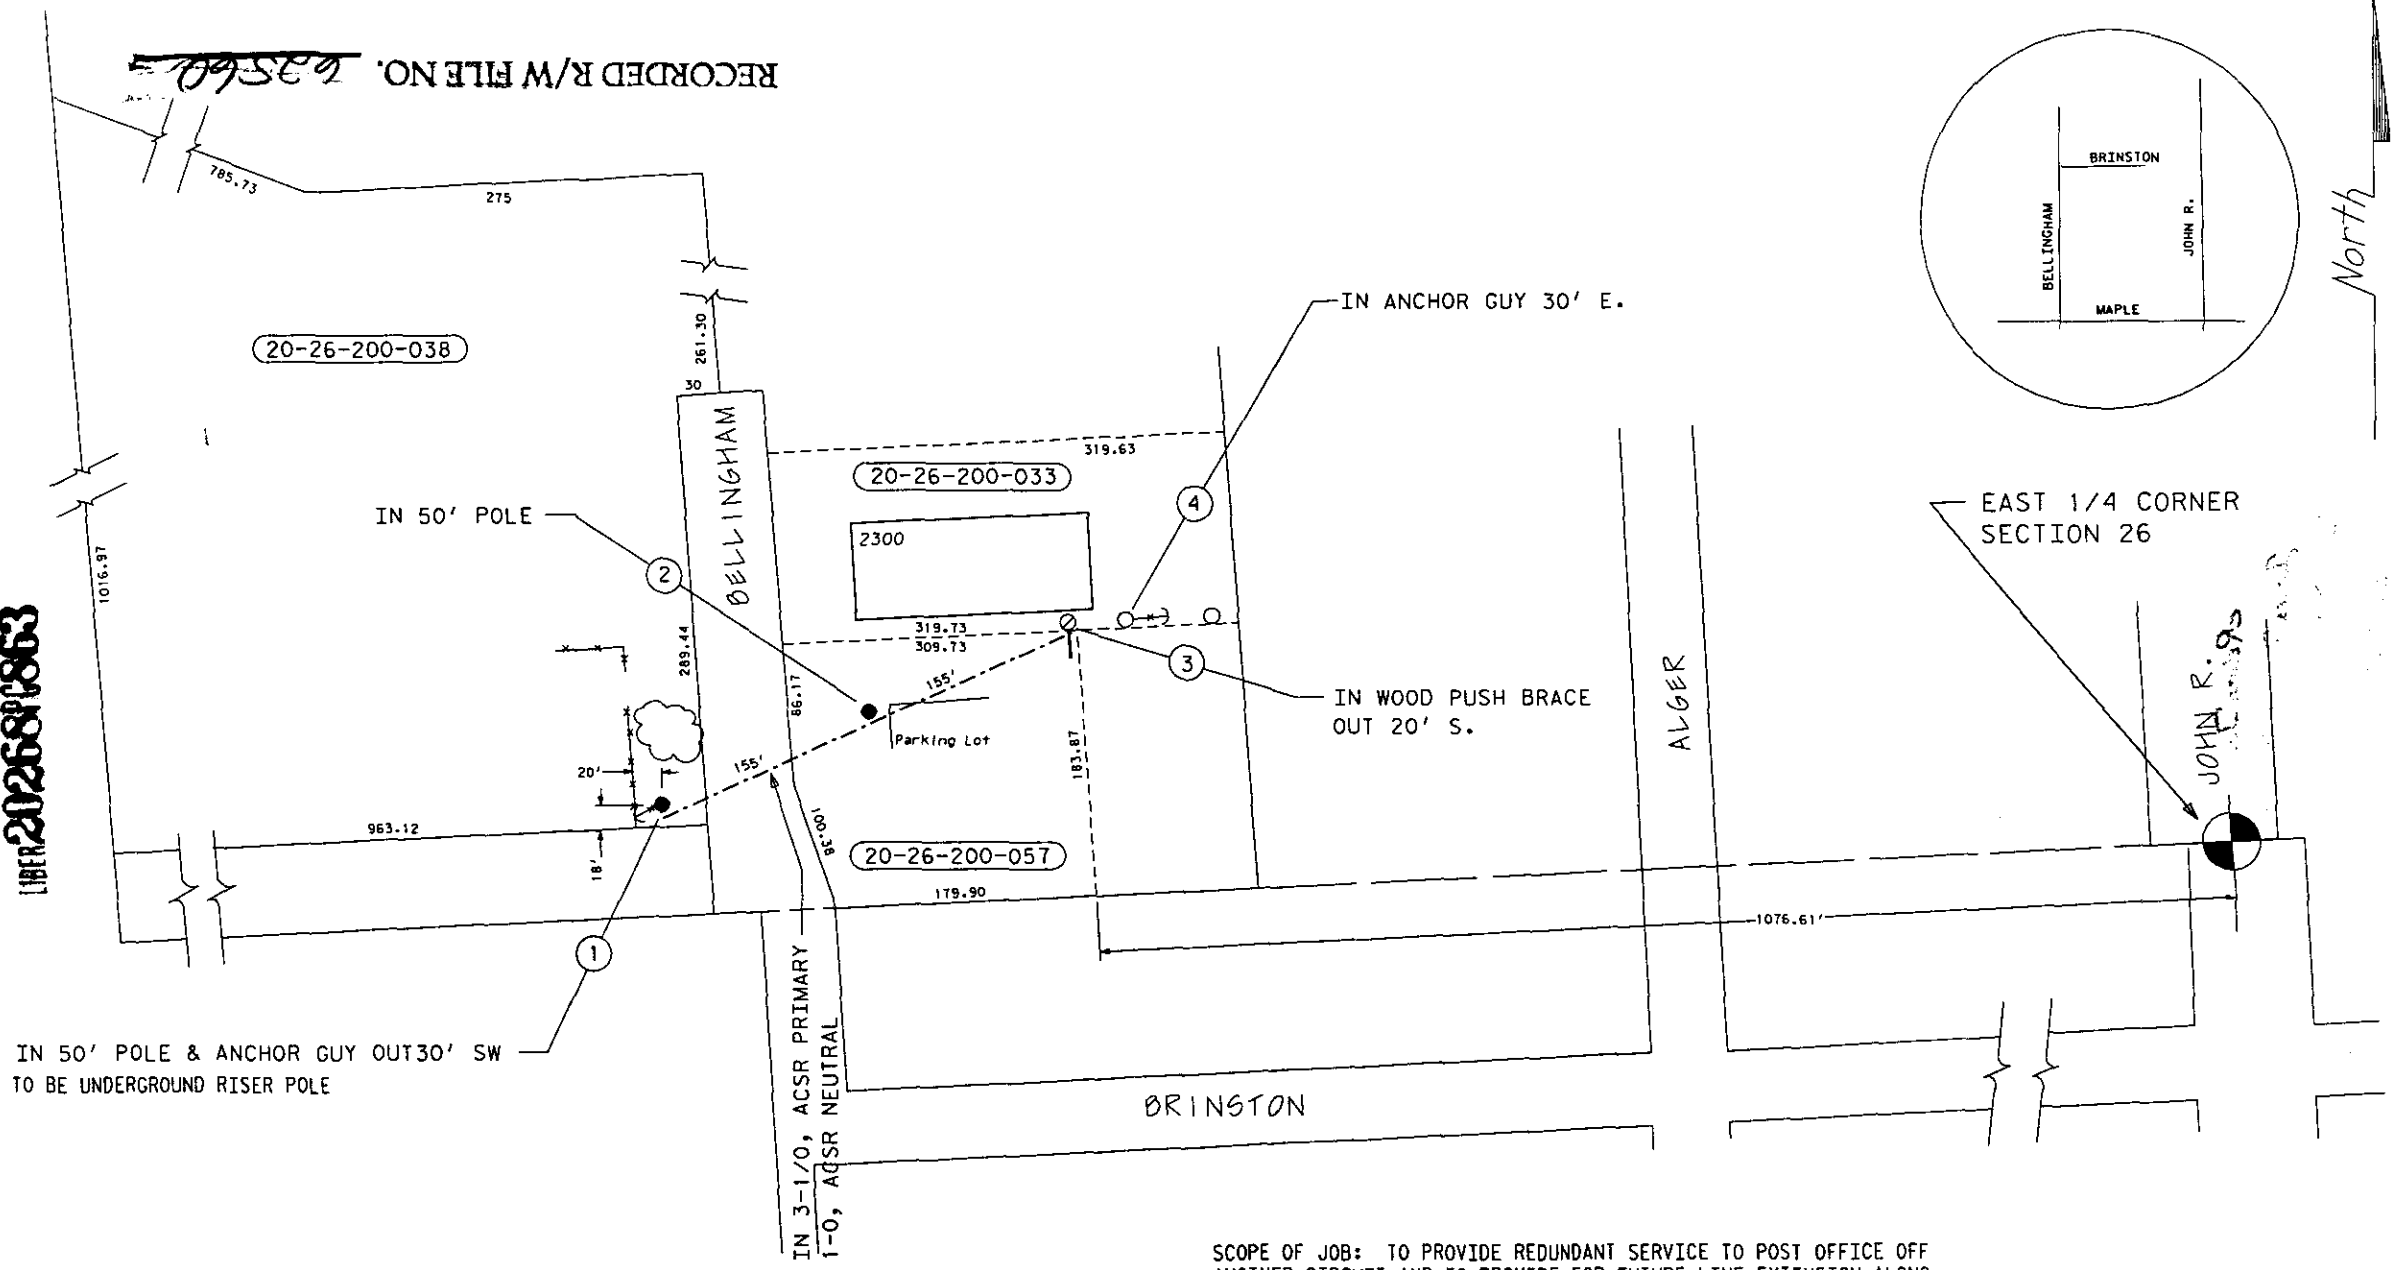 RECORDED R/W FILE NO.
785.73
275
BRINSTON
BELLINGHAM
JOHN R.
MAPLE
North
IN ANCHOR GUY 30' E.
261.30
30
20-26-200-038
BELLINGHAM
319.63
20-26-200-033
4
2300
IN 50' POLE
2
EAST 1/4 CORNER
SECTION 26
1016.97
289.44
319.73
309.73
3
IN WOOD PUSH BRACE
OUT 20' S.
155'
86.17
Parking Lot
183.87
ALGER
JOHN R.
LIBER 20268PG863
20'
155'
963.12
18'
100.38
20-26-200-057
179.90
1076.61'
1
IN 50' POLE & ANCHOR GUY OUT30' SW
TO BE UNDERGROUND RISER POLE
IN 3-1/0, ACSR PRIMARY
1-0, ACSR NEUTRAL
BRINSTON
SCOPE OF JOB: TO PROVIDE REDUNDANT SERVICE TO POST OFFICE OFF